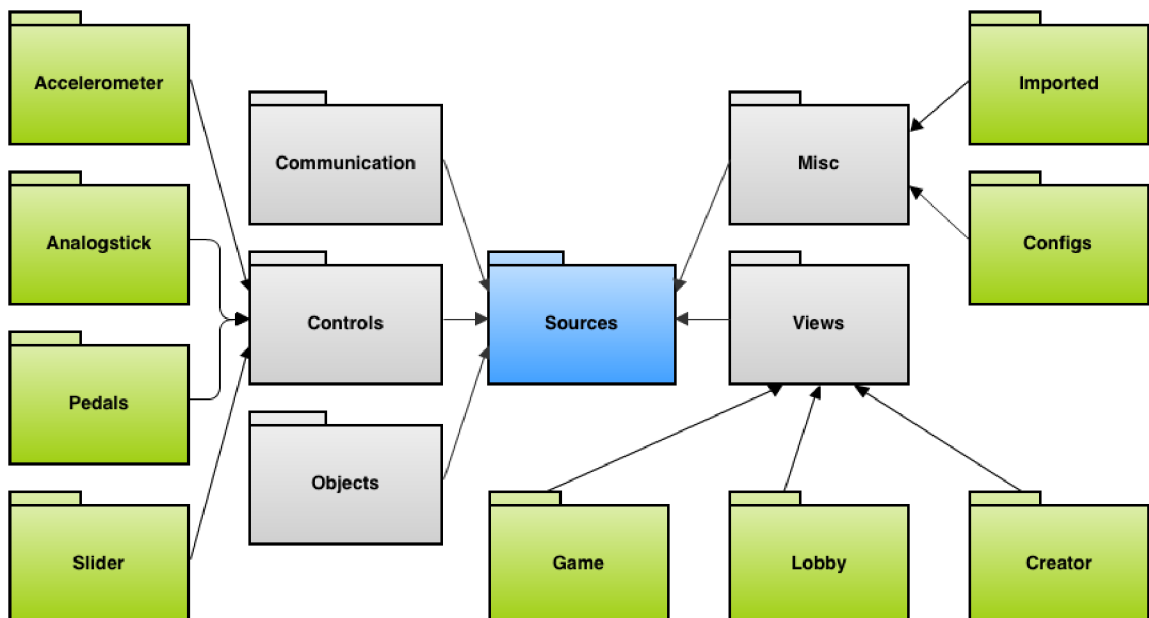 Accelerometer
Imported
Communication
Misc
Analogstick
Configs
Controls
Sources
Views
Pedals
Objects
Slider
Game
Lobby
Creator